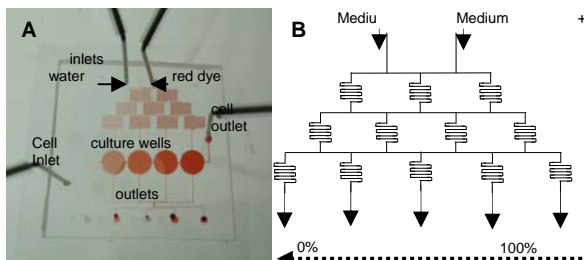 A
inlets
water
red dye
cell
outlet
Cell
Inlet
culture wells
outlets
B
Mediu
Medium
+
0%
100%